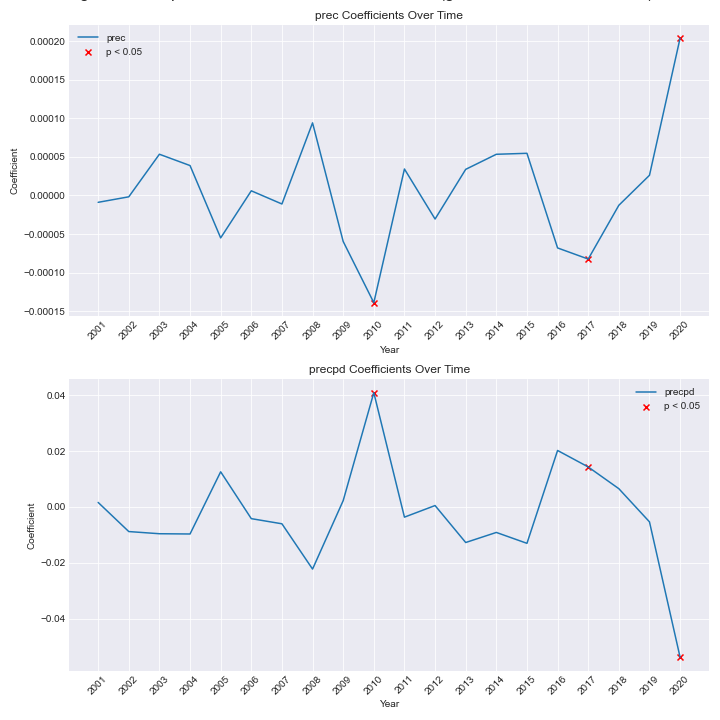 prec Coefficients Over Time
prec
p < 0.05
0.00020
0.00015
0.00010
0.00005
0.00000
−0.00005
−0.00010
−0.00015
Coefficient
2001 2002 2003 2004 2005 2006 2007 2008 2009 2010 2011 2012 2013 2014 2015 2016 2017 2018 2019 2020
Year
precpd Coefficients Over Time
precpd
p < 0.05
0.04
0.02
0.00
−0.02
−0.04
Coefficient
2001 2002 2003 2004 2005 2006 2007 2008 2009 2010 2011 2012 2013 2014 2015 2016 2017 2018 2019 2020
Year